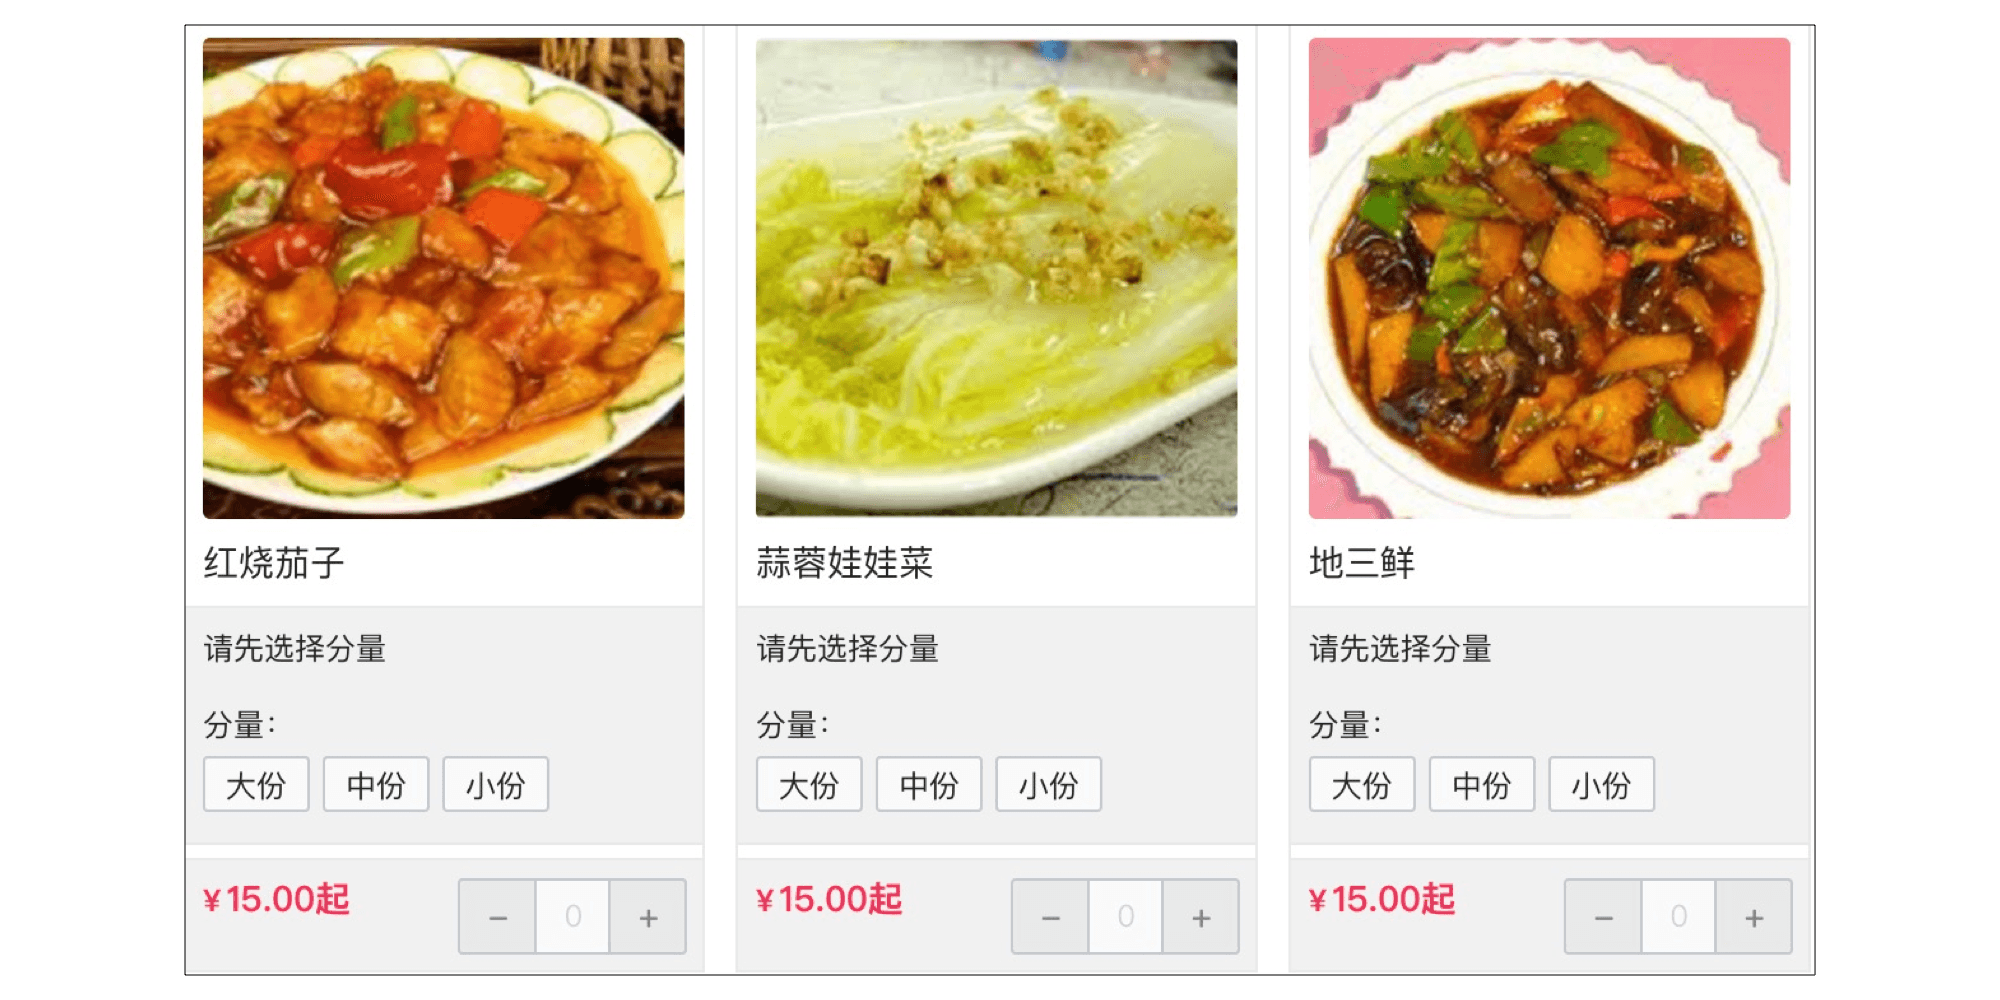 红烧茄子
请先选择分量
分量：
大份 中份 小份
¥15.00起
− 0 +
蒜蓉娃娃菜
请先选择分量
分量：
大份 中份 小份
¥15.00起
− 0 +
地三鲜
请先选择分量
分量：
大份 中份 小份
¥15.00起
− 0 +